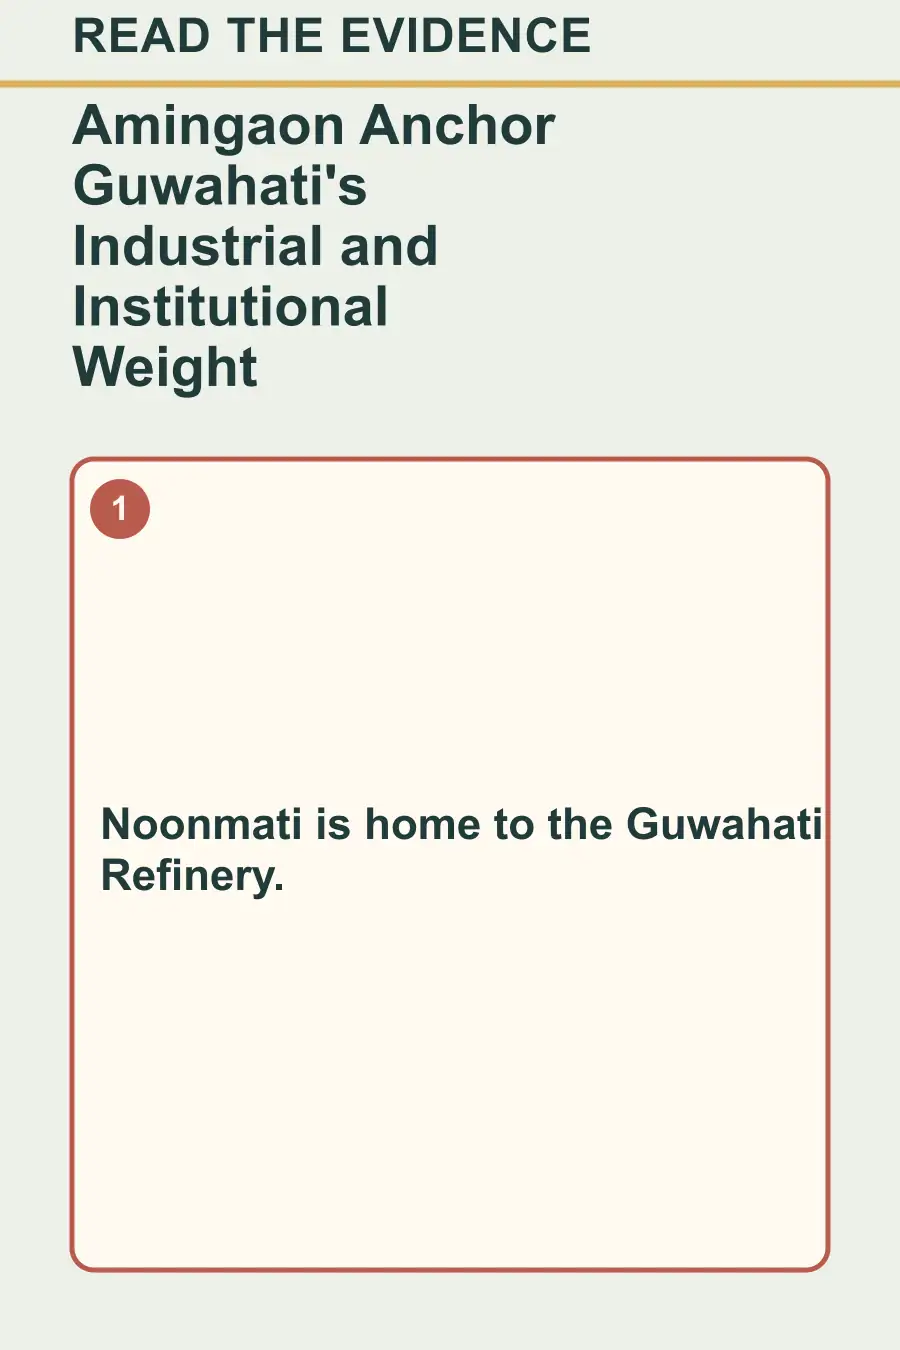 READ THE EVIDENCE
Amingaon Anchor
Guwahati's
Industrial and
Institutional
Weight
1
Noonmati is home to the Guwahati
Refinery.